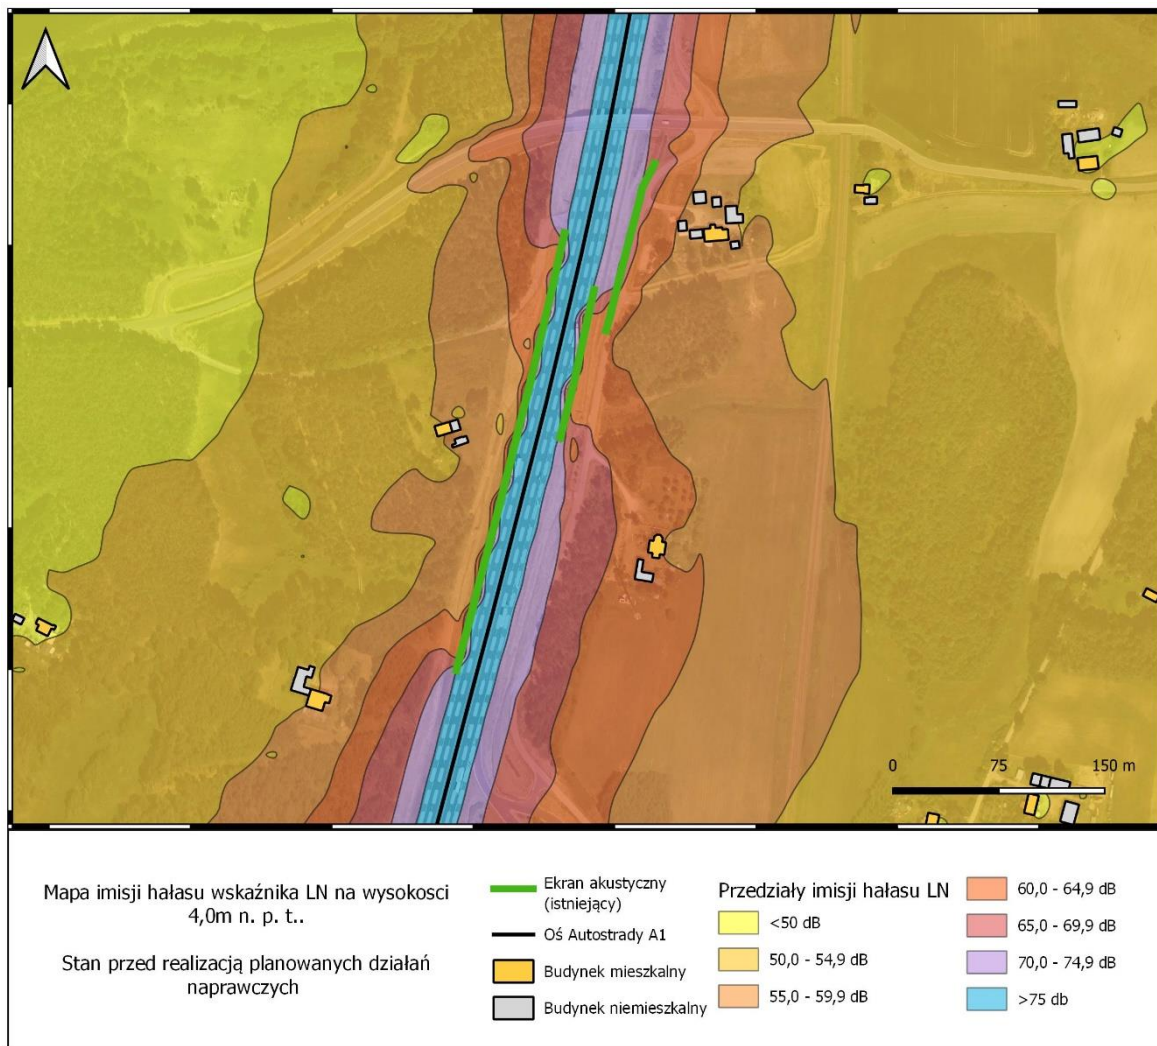 0 75 150 m
Mapa imisji hałasu wskaźnika LN na wysokosci
4,0m n. p. t..
Stan przed realizacją planowanych działań
naprawczych
Ekran akustyczny
(istniejący)
Oś Autostrady A1
Budynek mieszkalny
Budynek niemieszkalny
Przedziały imisji hałasu LN
<50 dB
50,0 - 54,9 dB
55,0 - 59,9 dB
60,0 - 64,9 dB
65,0 - 69,9 dB
70,0 - 74,9 dB
>75 db